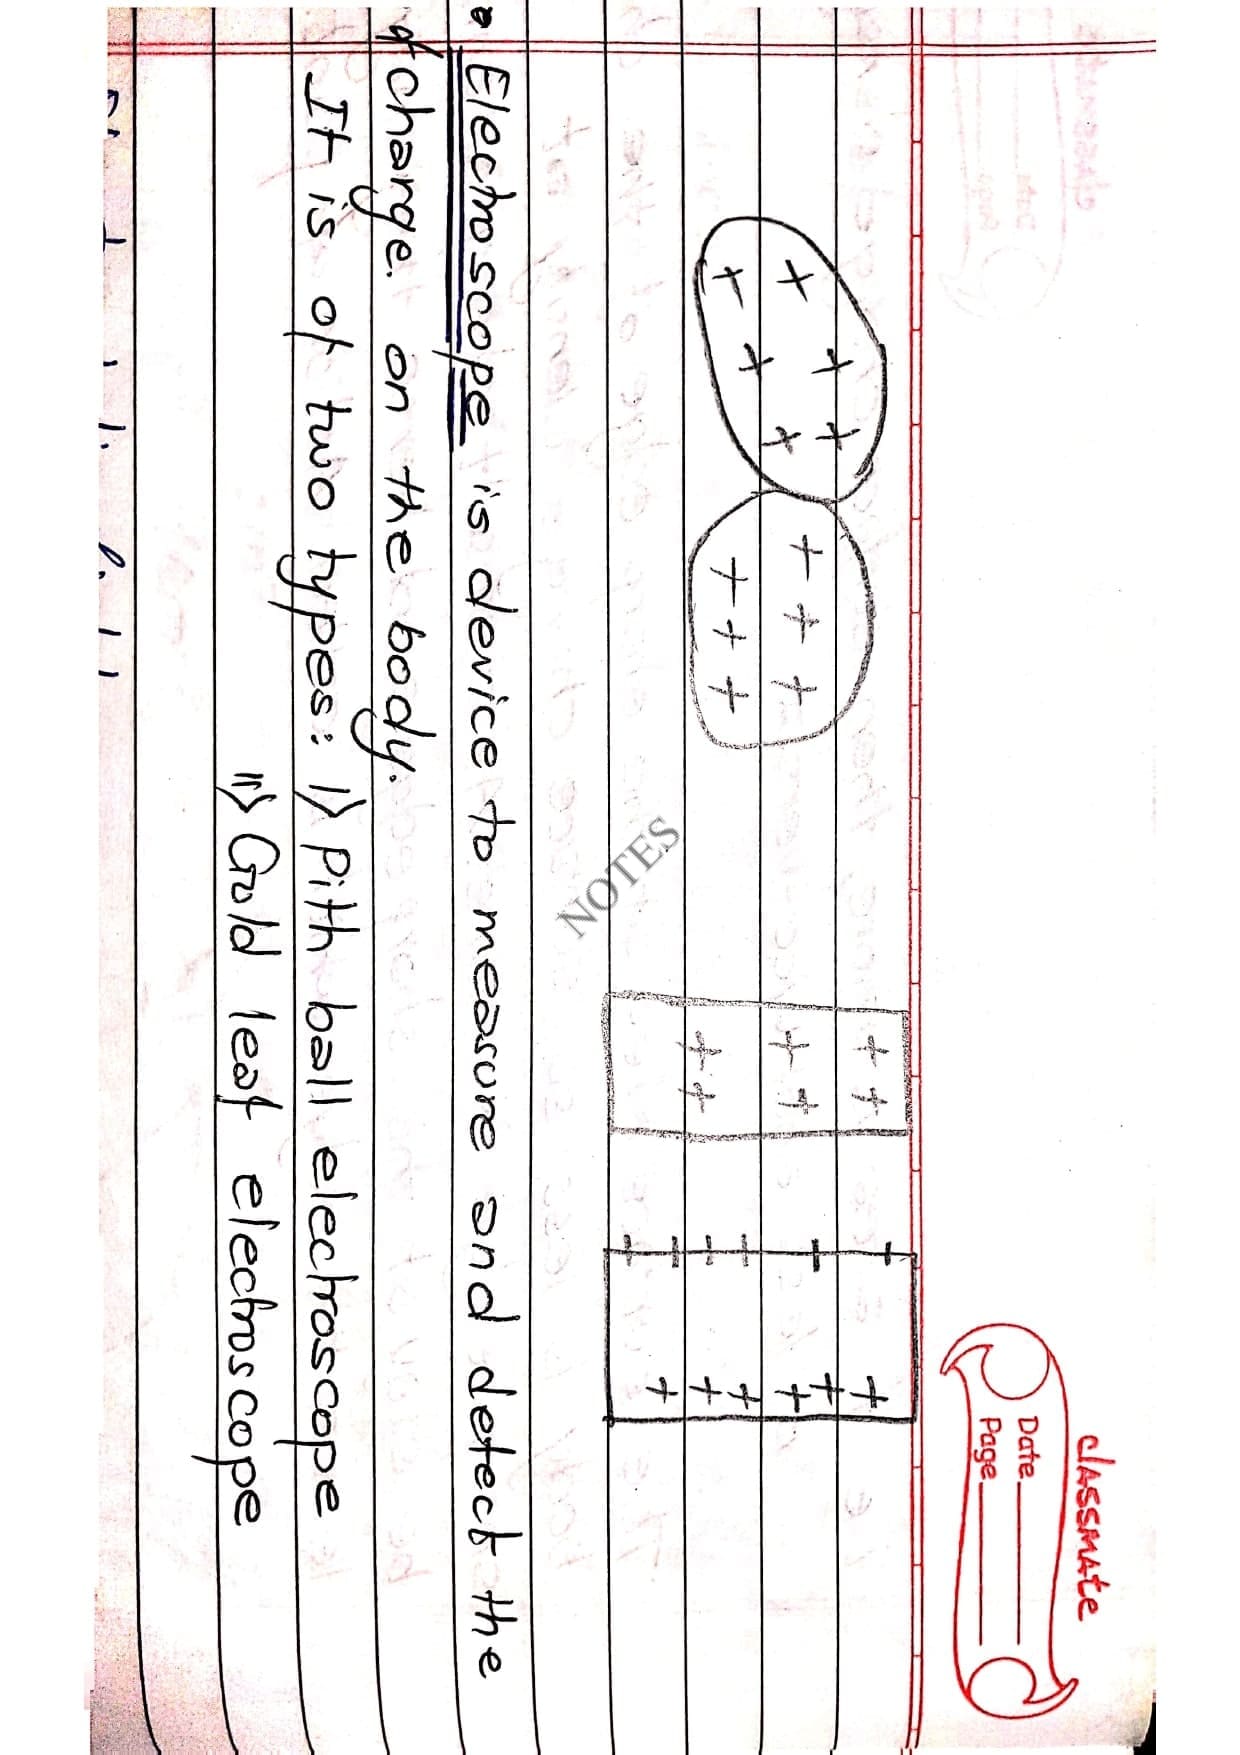 classmate
Date
Page
+ + + + + + + + + + + +
+ + + + + + + + + + + + + + + + + +
NOTES
• Electroscope is device to measure and detect the
of charge. on the body.
It is of two types: i) Pith ball electroscope
ii) Gold leaf electroscope